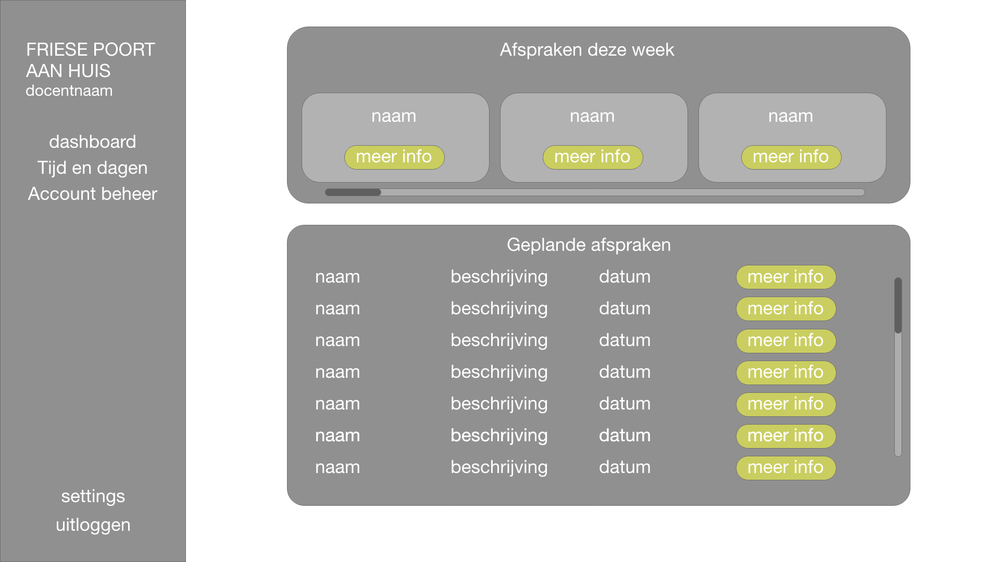 FRIESE POORT
AAN HUIS
docentnaam
dashboard
Tijd en dagen
Account beheer
settings
uitloggen
Afspraken deze week
naam naam naam
meer info meer info meer info
Geplande afspraken
naam beschrijving datum meer info
naam beschrijving datum meer info
naam beschrijving datum meer info
naam beschrijving datum meer info
naam beschrijving datum meer info
naam beschrijving datum meer info
naam beschrijving datum meer info